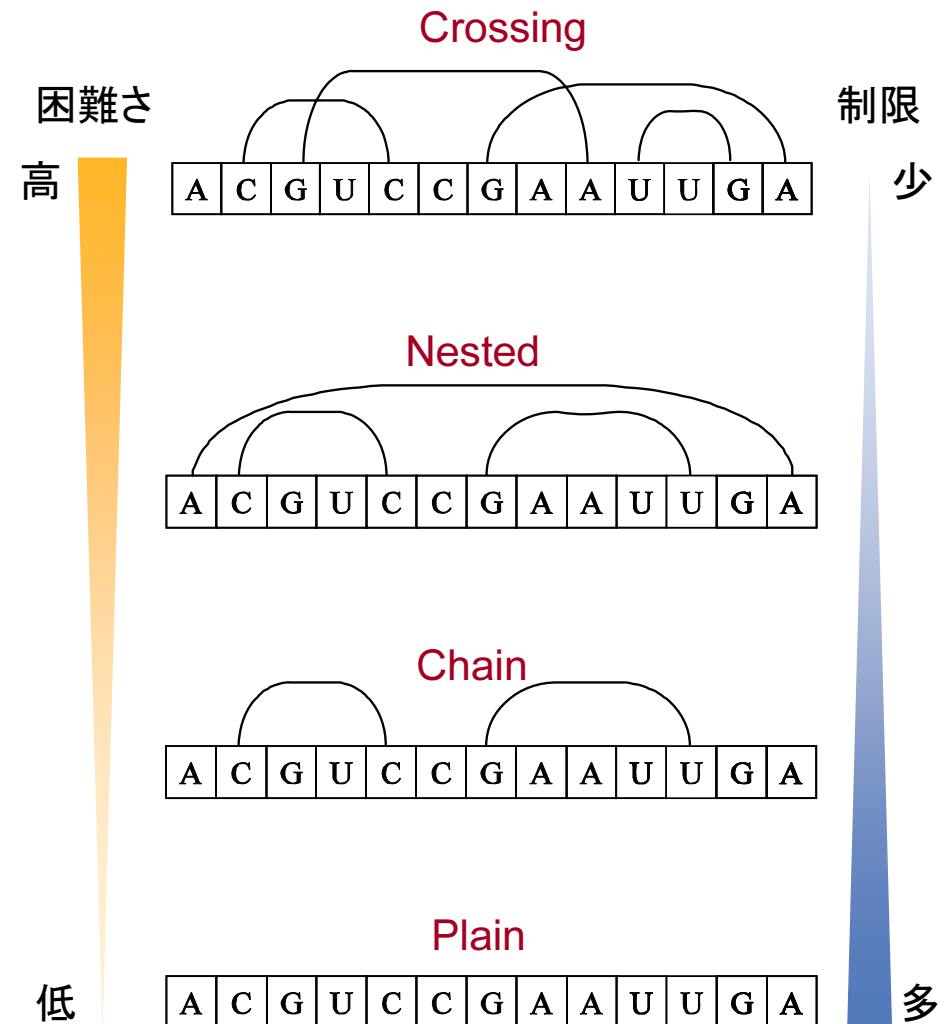 Crossing
困難さ
制限
高
少
A C G U C C G A A U U G A
Nested
A C G U C C G A A U U G A
Chain
A C G U C C G A A U U G A
Plain
低
A C G U C C G A A U U G A
多